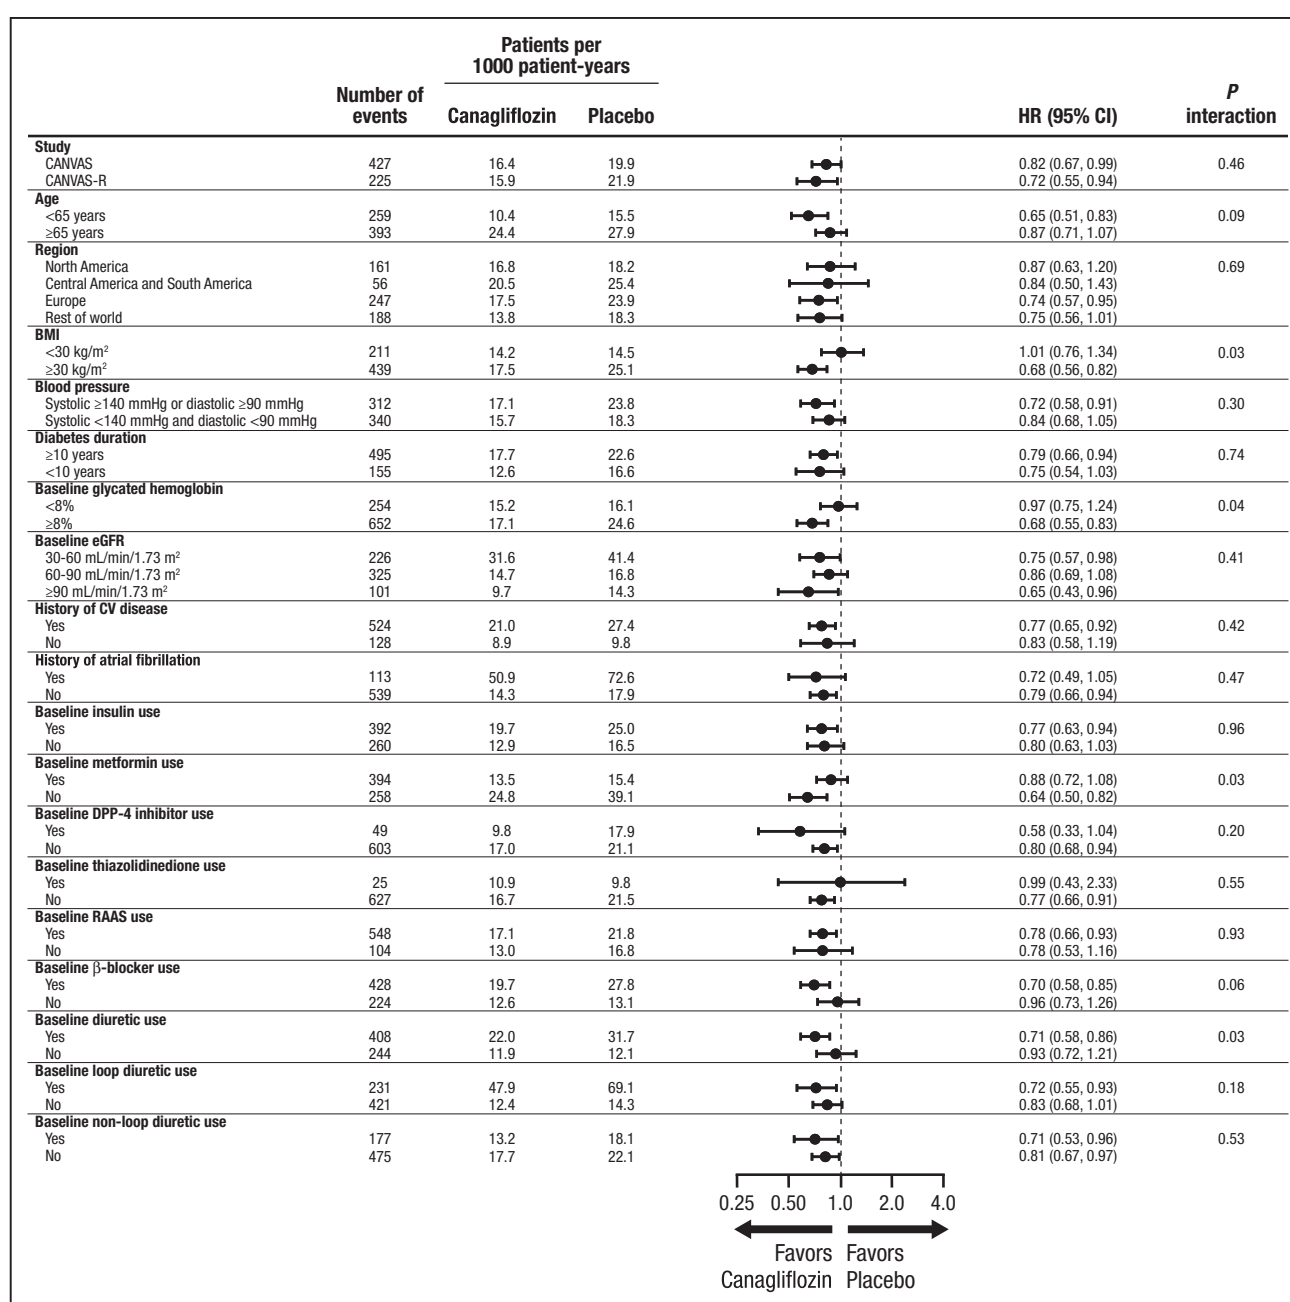 Patients per
1000 patient-years
Number of events Canagliflozin Placebo HR (95% CI) P interaction
Study
CANVAS 427 16.4 19.9 0.82 (0.67, 0.99) 0.46
CANVAS-R 225 15.9 21.9 0.72 (0.55, 0.94)
Age
<65 years 259 10.4 15.5 0.65 (0.51, 0.83) 0.09
≥65 years 393 24.4 27.9 0.87 (0.71, 1.07)
Region
North America 161 16.8 18.2 0.87 (0.63, 1.20) 0.69
Central America and South America 56 20.5 25.4 0.84 (0.50, 1.43)
Europe 247 17.5 23.9 0.74 (0.57, 0.95)
Rest of world 188 13.8 18.3 0.75 (0.56, 1.01)
BMI
<30 kg/m² 211 14.2 14.5 1.01 (0.76, 1.34) 0.03
≥30 kg/m² 439 17.5 25.1 0.68 (0.56, 0.82)
Blood pressure
Systolic ≥140 mmHg or diastolic ≥90 mmHg 312 17.1 23.8 0.72 (0.58, 0.91) 0.30
Systolic <140 mmHg and diastolic <90 mmHg 340 15.7 18.3 0.84 (0.68, 1.05)
Diabetes duration
≥10 years 495 17.7 22.6 0.79 (0.66, 0.94) 0.74
<10 years 155 12.6 16.6 0.75 (0.54, 1.03)
Baseline glycated hemoglobin
<8% 254 15.2 16.1 0.97 (0.75, 1.24) 0.04
≥8% 652 17.1 24.6 0.68 (0.55, 0.83)
Baseline eGFR
30-60 mL/min/1.73 m² 226 31.6 41.4 0.75 (0.57, 0.98) 0.41
60-90 mL/min/1.73 m² 325 14.7 16.8 0.86 (0.69, 1.08)
≥90 mL/min/1.73 m² 101 9.7 14.3 0.65 (0.43, 0.96)
History of CV disease
Yes 524 21.0 27.4 0.77 (0.65, 0.92) 0.42
No 128 8.9 9.8 0.83 (0.58, 1.19)
History of atrial fibrillation
Yes 113 50.9 72.6 0.72 (0.49, 1.05) 0.47
No 539 14.3 17.9 0.79 (0.66, 0.94)
Baseline insulin use
Yes 392 19.7 25.0 0.77 (0.63, 0.94) 0.96
No 260 12.9 16.5 0.80 (0.63, 1.03)
Baseline metformin use
Yes 394 13.5 15.4 0.88 (0.72, 1.08) 0.03
No 258 24.8 39.1 0.64 (0.50, 0.82)
Baseline DPP-4 inhibitor use
Yes 49 9.8 17.9 0.58 (0.33, 1.04) 0.20
No 603 17.0 21.1 0.80 (0.68, 0.94)
Baseline thiazolidinedione use
Yes 25 10.9 9.8 0.99 (0.43, 2.33) 0.55
No 627 16.7 21.5 0.77 (0.66, 0.91)
Baseline RAAS use
Yes 548 17.1 21.8 0.78 (0.66, 0.93) 0.93
No 104 13.0 16.8 0.78 (0.53, 1.16)
Baseline β-blocker use
Yes 428 19.7 27.8 0.70 (0.58, 0.85) 0.06
No 224 12.6 13.1 0.96 (0.73, 1.26)
Baseline diuretic use
Yes 408 22.0 31.7 0.71 (0.58, 0.86) 0.03
No 244 11.9 12.1 0.93 (0.72, 1.21)
Baseline loop diuretic use
Yes 231 47.9 69.1 0.72 (0.55, 0.93) 0.18
No 421 12.4 14.3 0.83 (0.68, 1.01)
Baseline non-loop diuretic use
Yes 177 13.2 18.1 0.71 (0.53, 0.96) 0.53
No 475 17.7 22.1 0.81 (0.67, 0.97)
0.25 0.50 1.0 2.0 4.0
Favors Favors
Canagliflozin Placebo